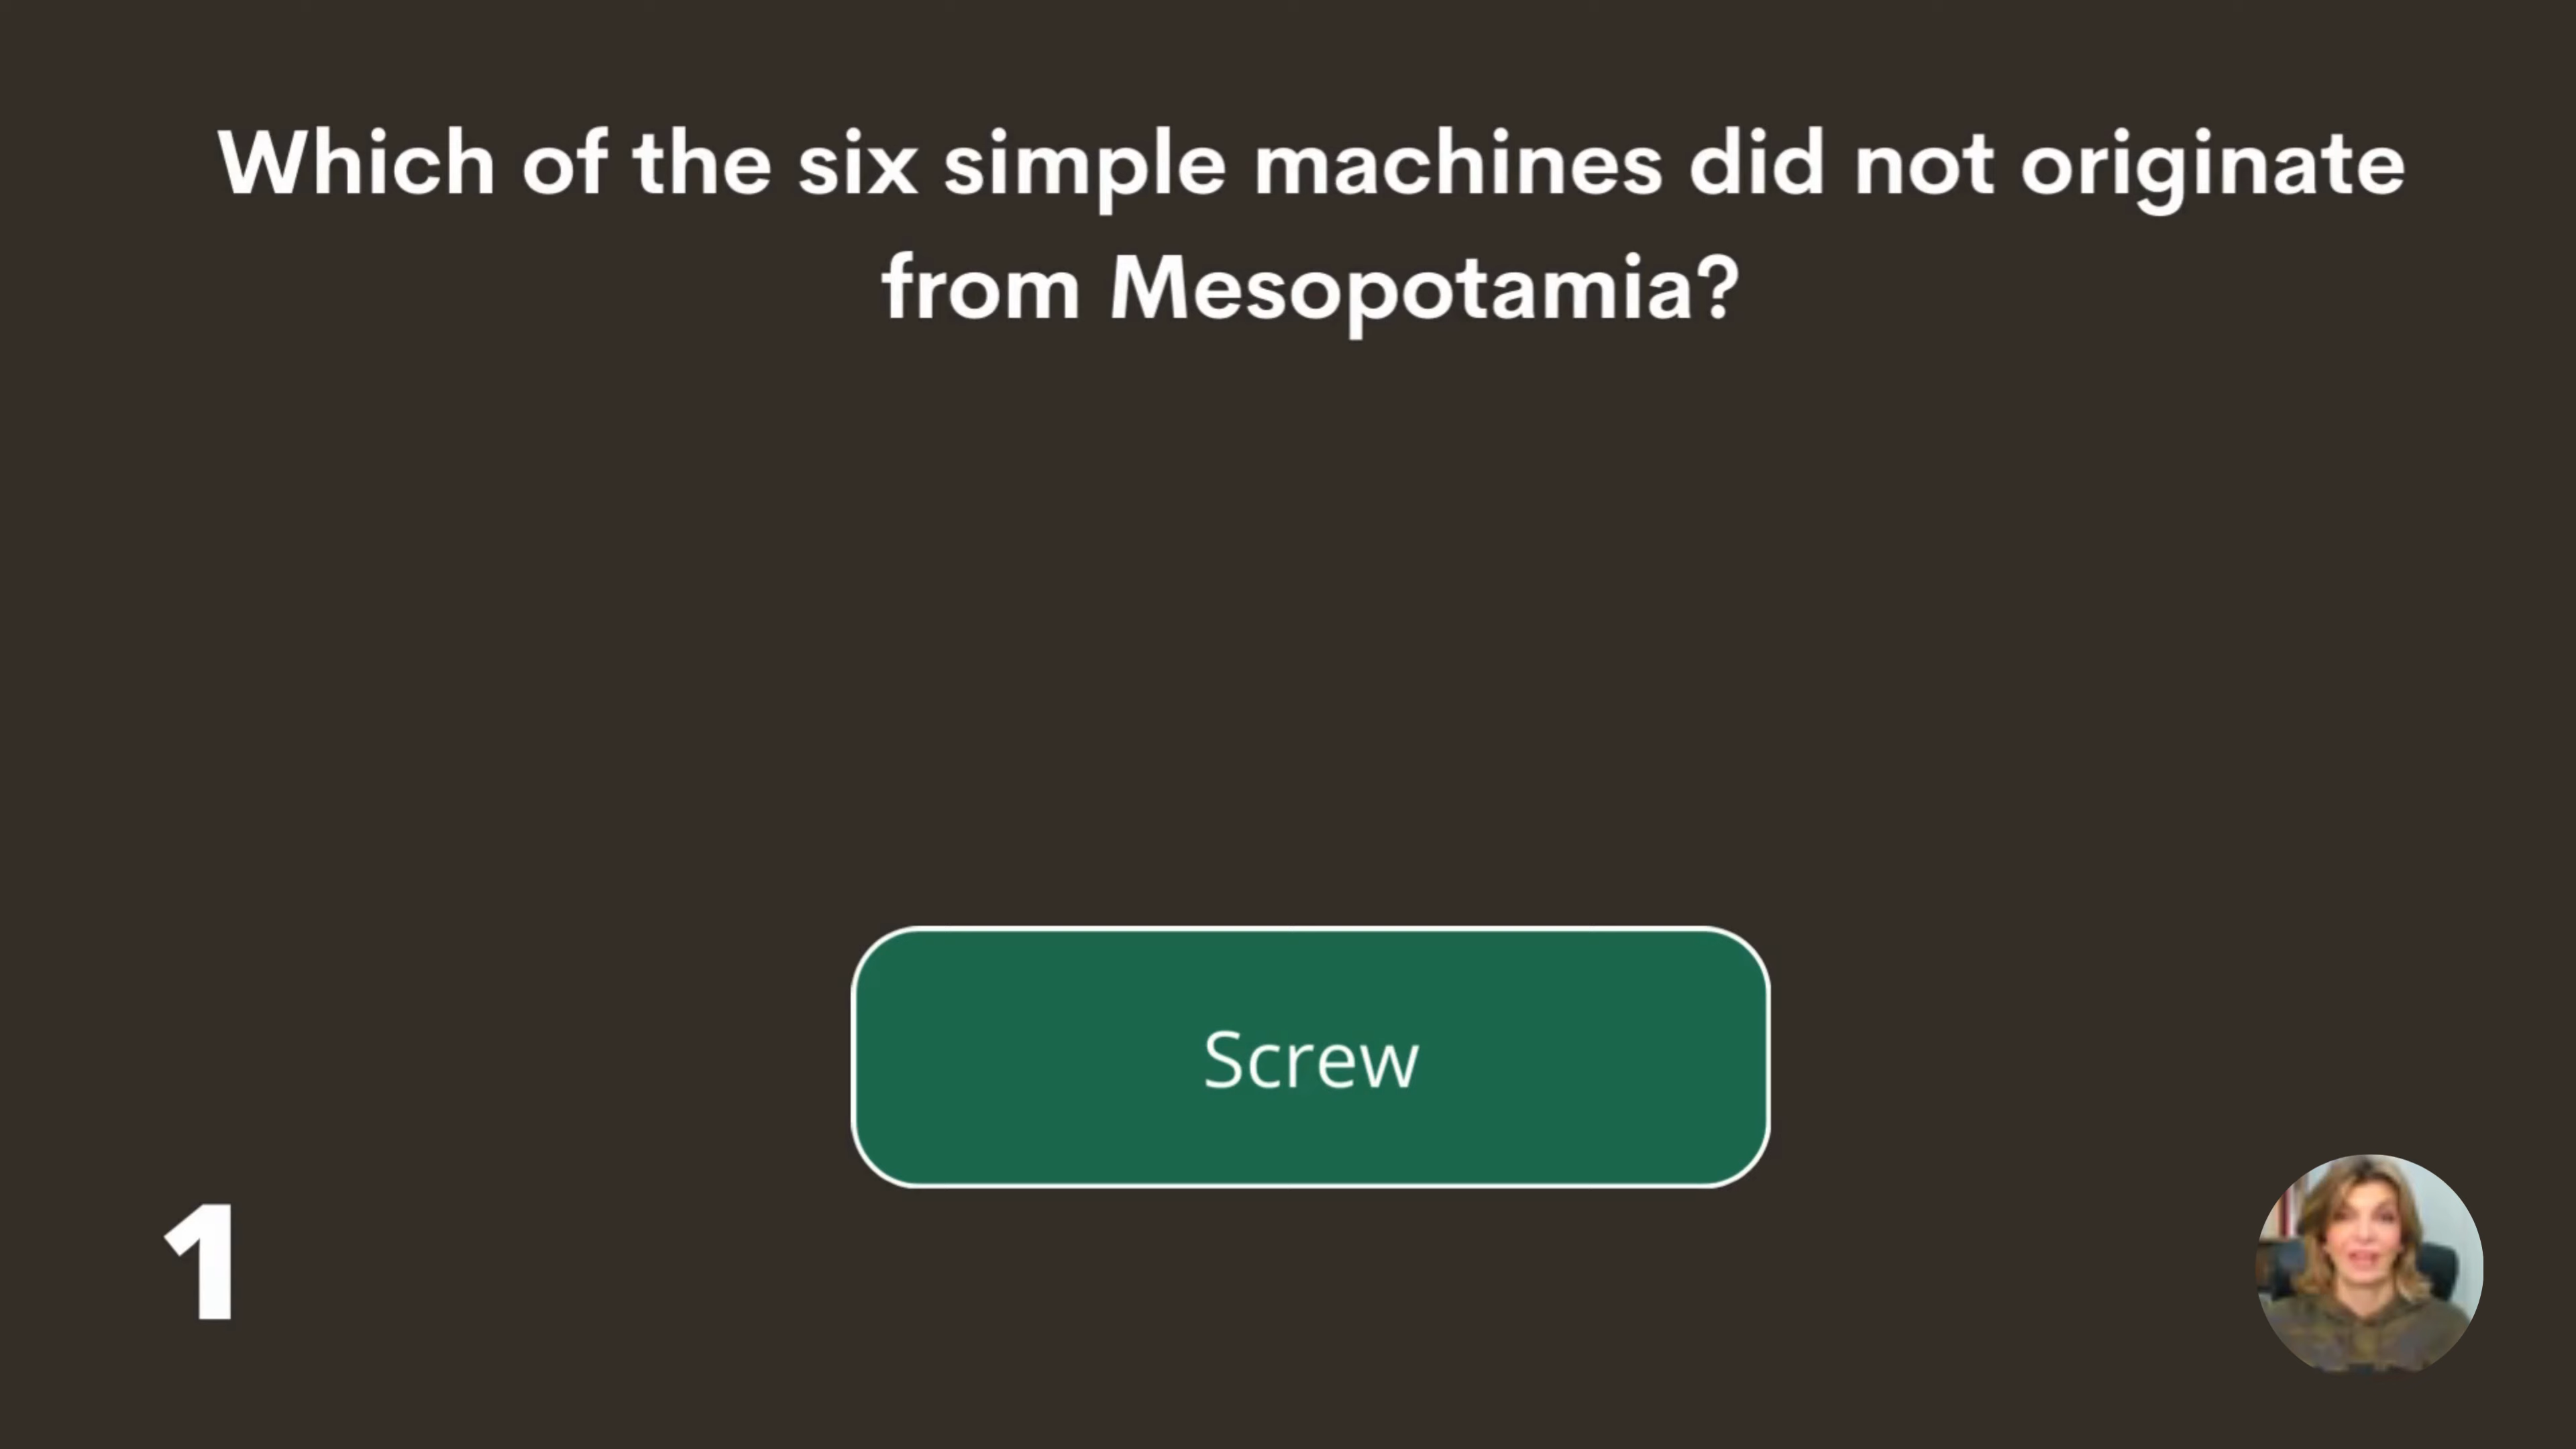 Which of the six simple machines did not originate
from Mesopotamia?
Screw
1